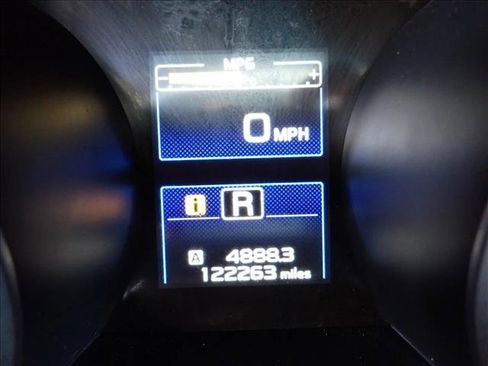 MPG
- +
0 MPH
i R
A 4888.3
122263 miles